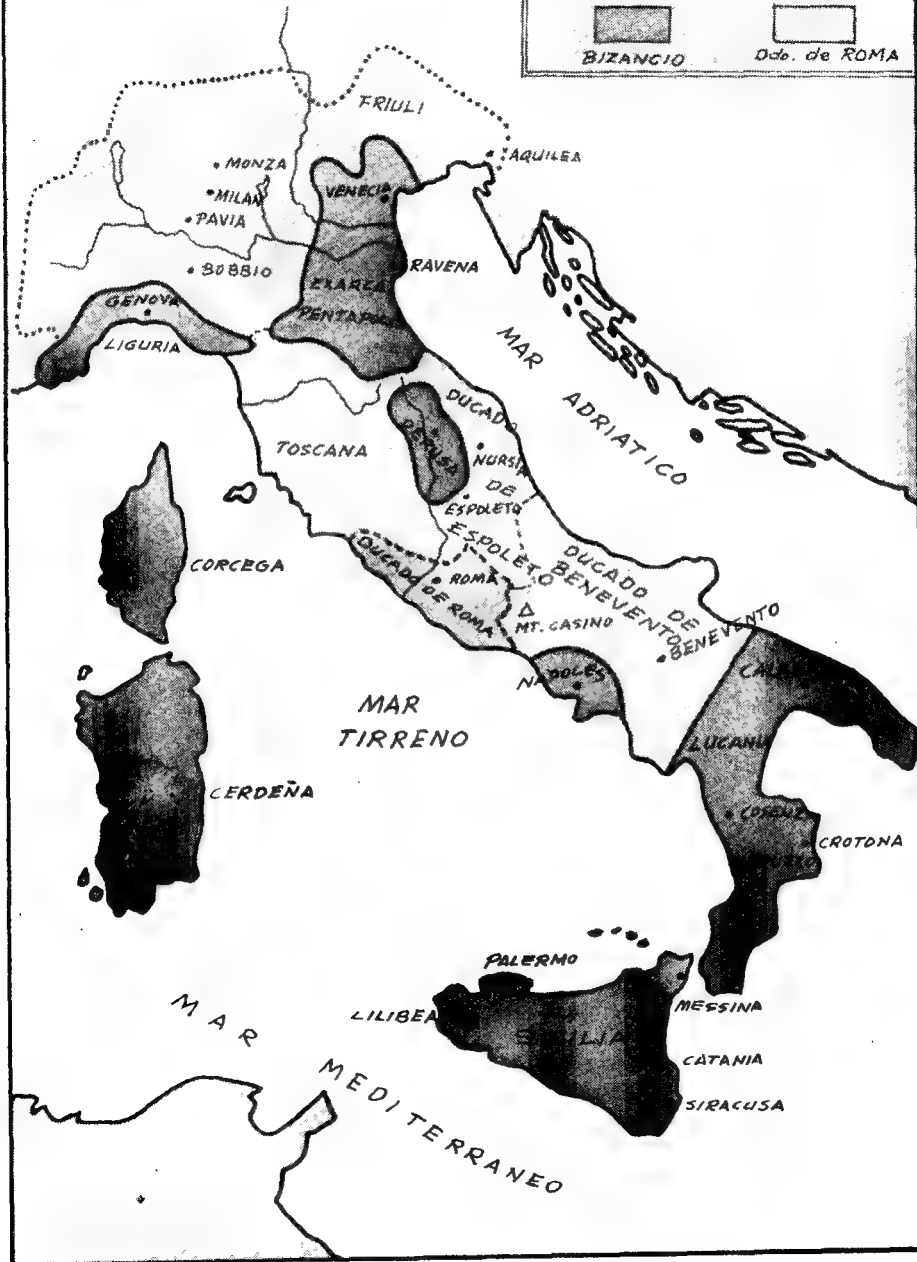 BIZANCIO
Ddo. de ROMA
FRIULI
AQUILEA
MONZA
MILAN
PAVIA
VENECIA
BOBBIO
RAVENA
EXARCA
GENOVA
PENTAPOLI
LIGURIA
MAR
ADRIATICO
DUCADO
DE
ESPOLETO
TOSCANA
PERUSA
NURSIA
ESPOLETO
CORCEGA
DUCADO
DE ROMA
ROMA
DUCADO DE
BENEVENTO
MT. CASINO
BENEVENTO
NAPOLES
MAR
TIRRENO
LUCANIA
CERDEÑA
CROTONA
PALERMO
LILIBEA
MESSINA
SICILIA
CATANIA
SIRACUSA
MAR
MEDITERRANEO